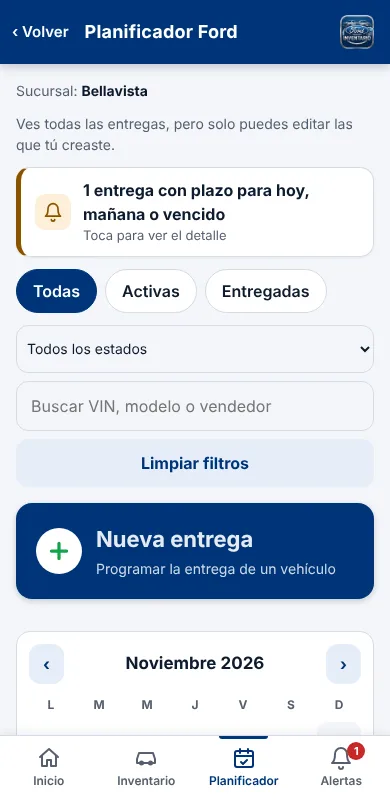 ‹ Volver Planificador Ford
Sucursal: Bellavista
Ves todas las entregas, pero solo puedes editar las
que tú creaste.
1 entrega con plazo para hoy,
mañana o vencido
Toca para ver el detalle
Todas Activas Entregadas
Todos los estados
Buscar VIN, modelo o vendedor
Limpiar filtros
Nueva entrega
Programar la entrega de un vehículo
‹ Noviembre 2026 ›
L M M J V S D
1
Inicio Inventario Planificador Alertas